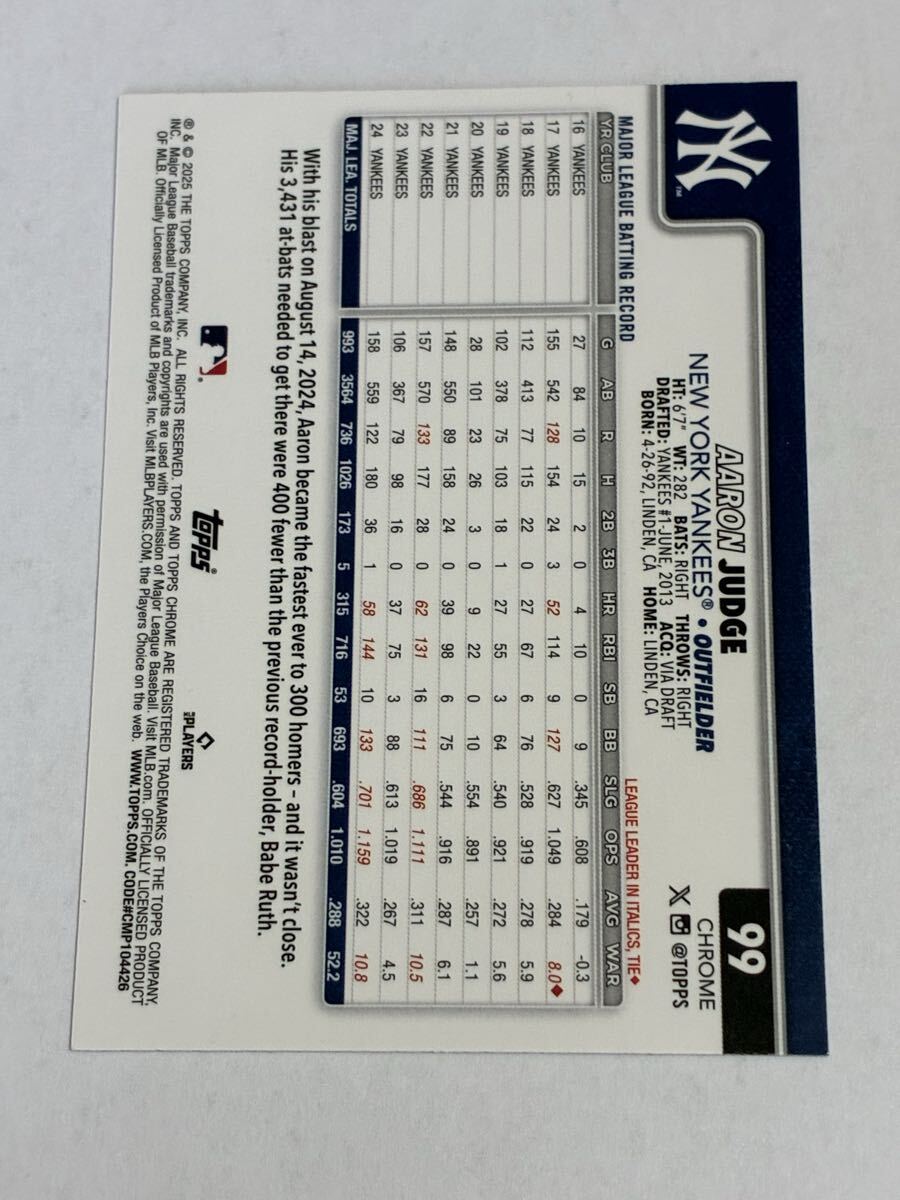 99
CHROME
X @TOPPS
NY
TM
AARON JUDGE
NEW YORK YANKEES® • OUTFIELDER
HT: 6'7" WT: 282 BATS: RIGHT THROWS: RIGHT
DRAFTED: YANKEES #1-JUNE, 2013 ACQ: VIA DRAFT
BORN: 4-26-92, LINDEN, CA HOME: LINDEN, CA
MAJOR LEAGUE BATTING RECORD LEAGUE LEADER IN ITALICS, TIE♦
YR CLUB G AB R H 2B 3B HR RBI SB BB SLG OPS AVG WAR
16 YANKEES 27 84 10 15 2 0 4 10 0 9 .345 .608 .179 -0.3
17 YANKEES 155 542 128 154 24 3 52 114 9 127 .627 1.049 .284 8.0♦
18 YANKEES 112 413 77 115 22 0 27 67 6 76 .528 .919 .278 5.9
19 YANKEES 102 378 75 103 18 1 27 55 3 64 .540 .921 .272 5.6
20 YANKEES 28 101 23 26 3 0 9 22 0 10 .554 .891 .257 1.1
21 YANKEES 148 550 89 158 24 0 39 98 6 75 .544 .916 .287 6.1
22 YANKEES 157 570 133 177 28 0 62 131 16 111 .686 1.111 .311 10.5
23 YANKEES 106 367 79 98 16 0 37 75 3 88 .613 1.019 .267 4.5
24 YANKEES 158 559 122 180 36 1 58 144 10 133 .701 1.159 .322 10.8
MAJ. LEA. TOTALS 993 3564 736 1026 173 5 315 716 53 693 .604 1.010 .288 52.2
With his blast on August 14, 2024, Aaron became the fastest ever to 300 homers – and it wasn't close.
His 3,431 at-bats needed to get there were 400 fewer than the previous record-holder, Babe Ruth.
topps®
MLB PLAYERS
® & © 2025 THE TOPPS COMPANY, INC. ALL RIGHTS RESERVED. TOPPS AND TOPPS CHROME ARE REGISTERED TRADEMARKS OF THE TOPPS COMPANY,
INC. Major League Baseball trademarks and copyrights are used with permission of Major League Baseball. Visit MLB.com. OFFICIALLY LICENSED PRODUCT
OF MLB. Officially Licensed Product of MLB Players, Inc. Visit MLBPLAYERS.COM, the Players Choice on the web. WWW.TOPPS.COM. CODE#CMP104426